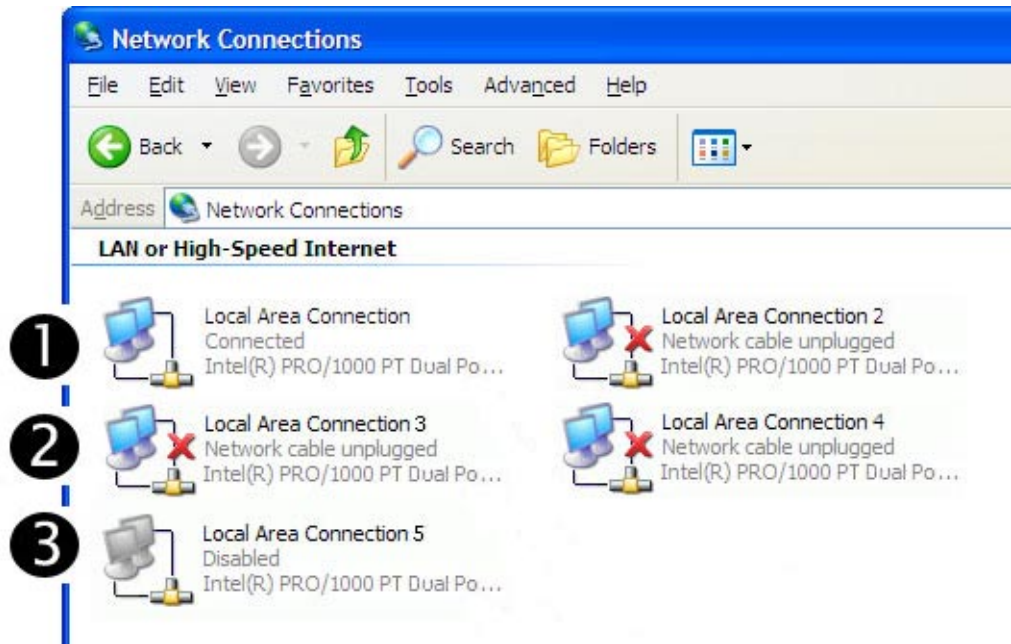 Network Connections
File Edit View Favorites Tools Advanced Help
Back Search Folders
Address Network Connections
LAN or High-Speed Internet
1
Local Area Connection
Connected
Intel(R) PRO/1000 PT Dual Po...
Local Area Connection 2
Network cable unplugged
Intel(R) PRO/1000 PT Dual Po...
2
Local Area Connection 3
Network cable unplugged
Intel(R) PRO/1000 PT Dual Po...
Local Area Connection 4
Network cable unplugged
Intel(R) PRO/1000 PT Dual Po...
3
Local Area Connection 5
Disabled
Intel(R) PRO/1000 PT Dual Po...